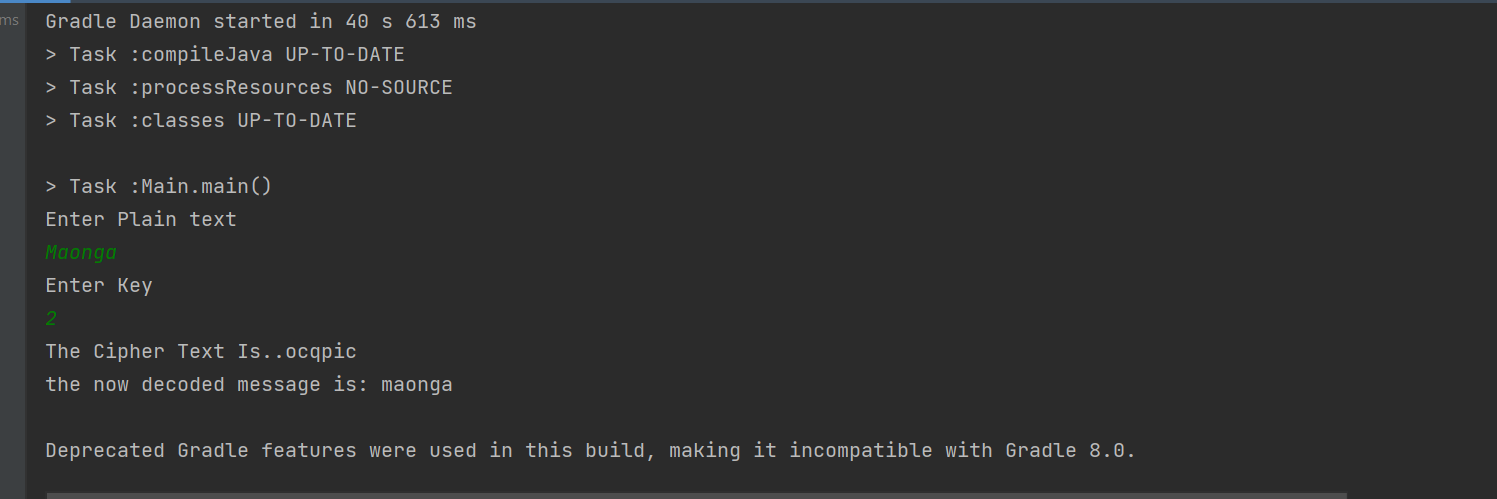 ms
Gradle Daemon started in 40 s 613 ms
> Task :compileJava UP-TO-DATE
> Task :processResources NO-SOURCE
> Task :classes UP-TO-DATE
> Task :Main.main()
Enter Plain text
Maonga
Enter Key
2
The Cipher Text Is..ocqpic
the now decoded message is: maonga
Deprecated Gradle features were used in this build, making it incompatible with Gradle 8.0.